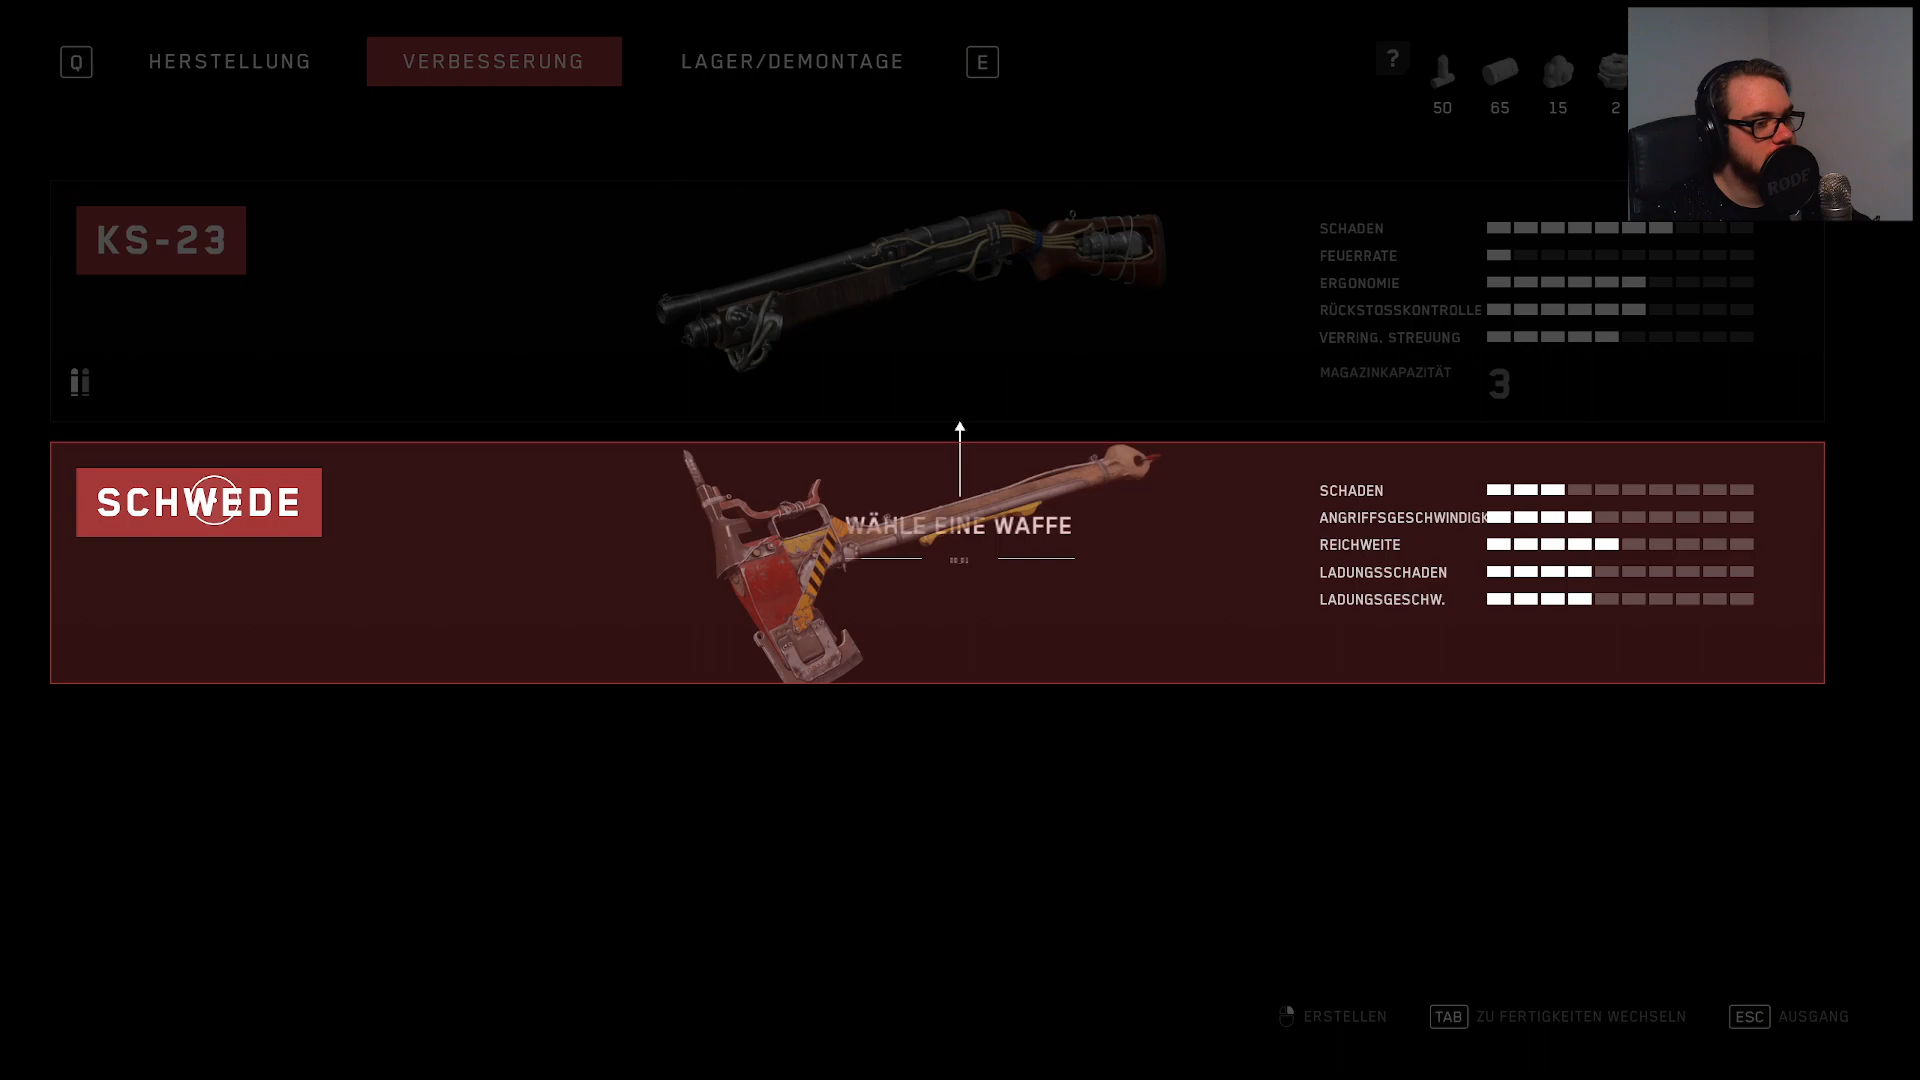 Q HERSTELLUNG VERBESSERUNG LAGER/DEMONTAGE E
?
50 65 15 2
RØDE
KS-23
SCHADEN
FEUERRATE
ERGONOMIE
RÜCKSTOSSKONTROLLE
VERRING. STREUUNG
MAGAZINKAPAZITÄT 3
SCHWEDE
WÄHLE EINE WAFFE
SCHADEN
ANGRIFFSGESCHWINDIGK
REICHWEITE
LADUNGSSCHADEN
LADUNGSGESCHW.
ERSTELLEN TAB ZU FERTIGKEITEN WECHSELN ESC AUSGANG